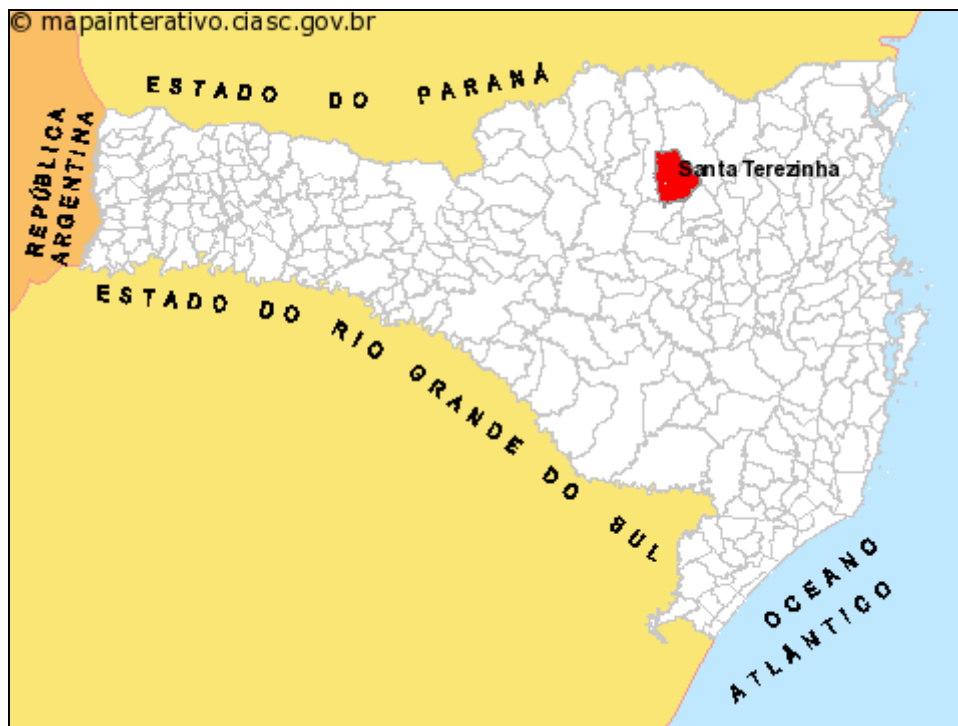 © mapainterativo.ciasc.gov.br
ESTADO DO PARANÁ
REPÚBLICA
ARGENTINA
Santa Terezinha
ESTADO DO RIO GRANDE DO SUL
OCEANO
ATLÂNTICO